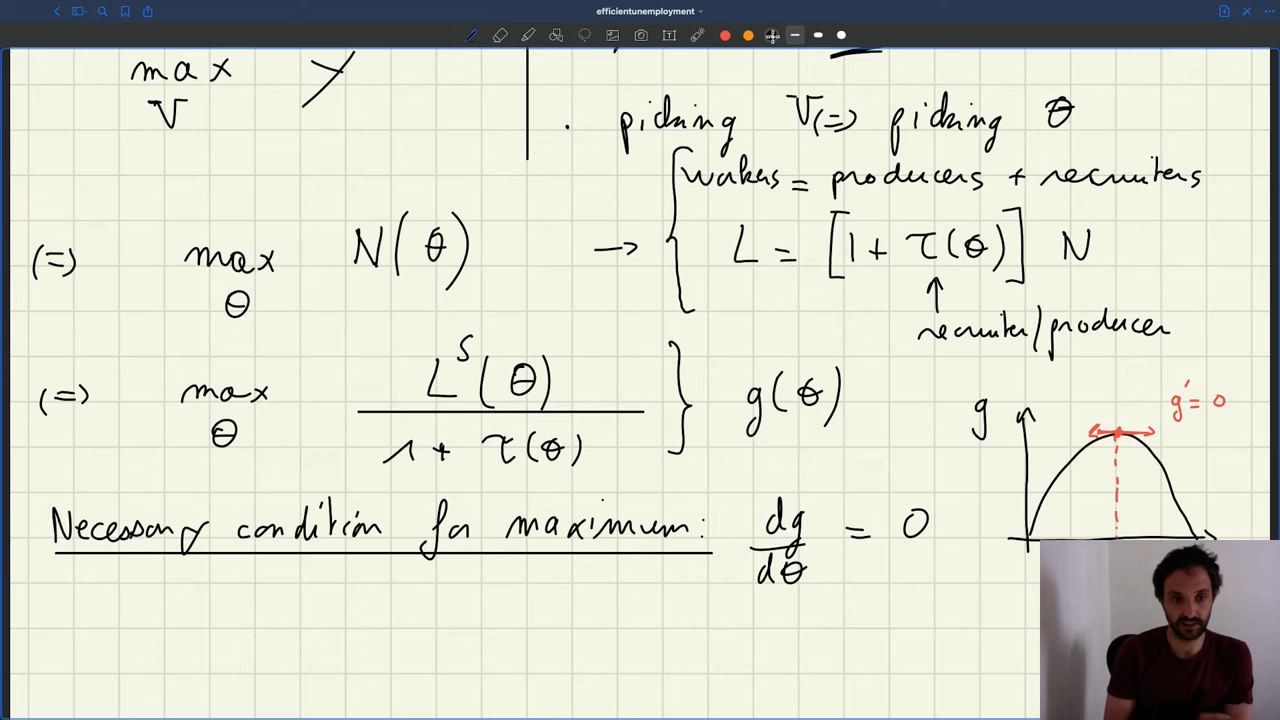 efficientunemployment
max Y
V
. picking V(=) picking θ
workers = producers + recruiters
(=) max N(θ) → L = [1 + τ(θ)] N
θ
recruiter/producer
(=) max L^s(θ) / 1 + τ(θ) } g(θ)
θ
g
g' = 0
Necessary condition for maximum: dg/dθ = 0